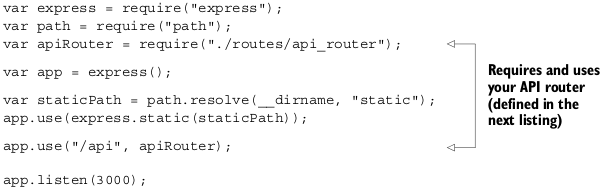 var express = require("express");
var path = require("path");
var apiRouter = require("./routes/api_router");
var app = express();
var staticPath = path.resolve(__dirname, "static");
app.use(express.static(staticPath));
app.use("/api", apiRouter);
app.listen(3000);
Requires and uses
your API router
(defined in the
next listing)